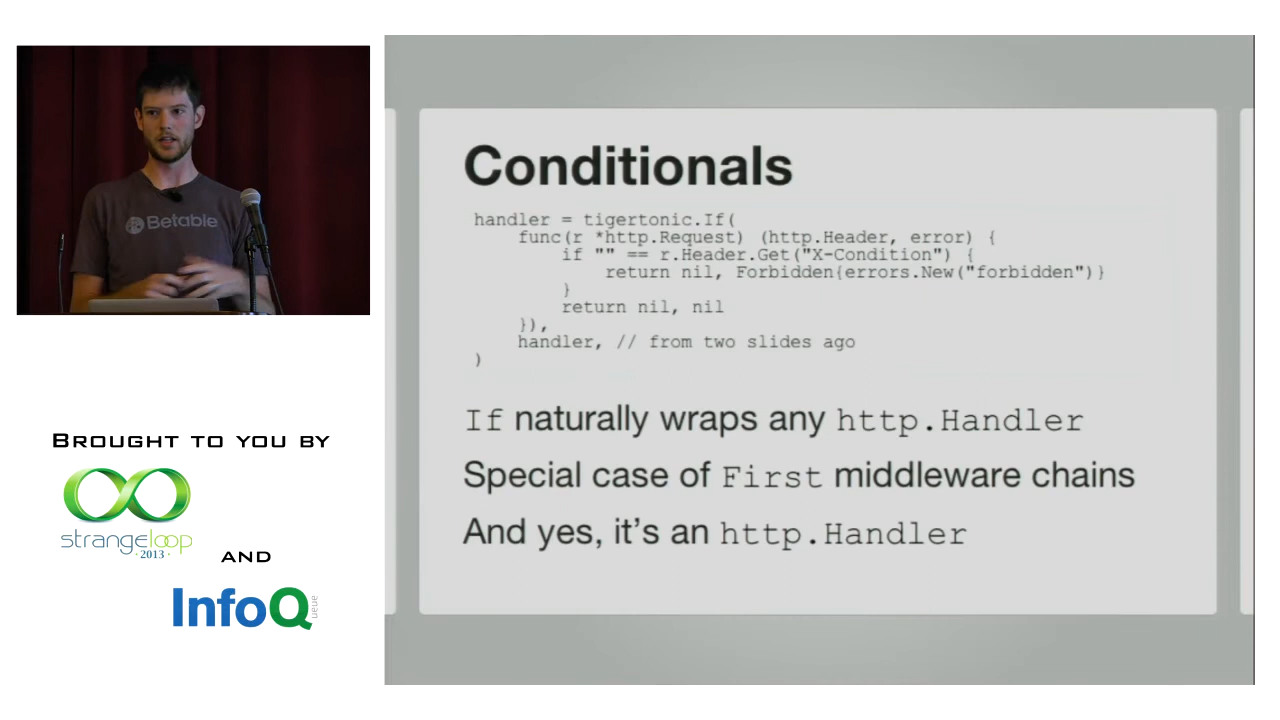 Betable
BROUGHT TO YOU BY
strangeloop
· 2013 ·
AND
InfoQ
Conditionals
handler = tigertonic.If(
    func(r *http.Request) (http.Header, error) {
        if "" == r.Header.Get("X-Condition") {
            return nil, Forbidden{errors.New("forbidden")}
        }
        return nil, nil
    }),
    handler, // from two slides ago
)
If naturally wraps any http.Handler
Special case of First middleware chains
And yes, it's an http.Handler